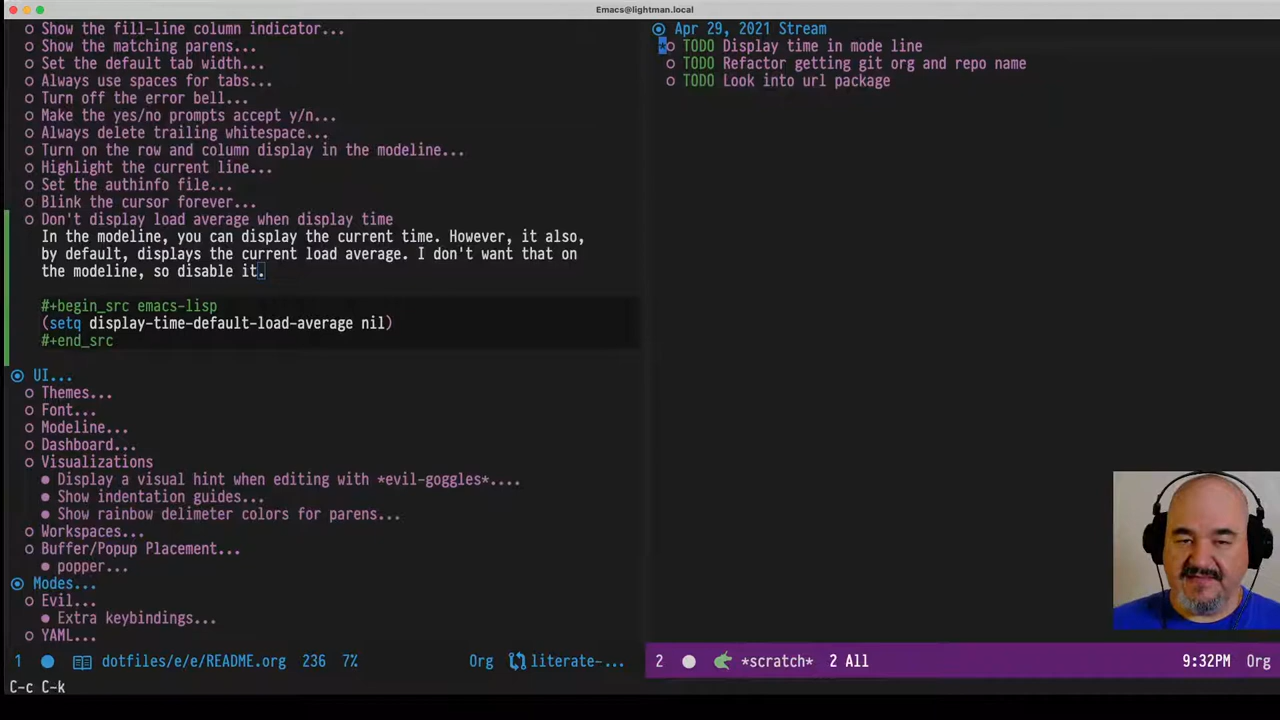 Emacs@lightman.local
Show the fill-line column indicator...
Show the matching parens...
Set the default tab width...
Always use spaces for tabs...
Turn off the error bell...
Make the yes/no prompts accept y/n...
Always delete trailing whitespace...
Turn on the row and column display in the modeline...
Highlight the current line...
Set the authinfo file...
Blink the cursor forever...
Don't display load average when display time
In the modeline, you can display the current time. However, it also,
by default, displays the current load average. I don't want that on
the modeline, so disable it.
#+begin_src emacs-lisp
(setq display-time-default-load-average nil)
#+end_src
UI...
Themes...
Font...
Modeline...
Dashboard...
Visualizations
Display a visual hint when editing with *evil-goggles*....
Show indentation guides...
Show rainbow delimeter colors for parens...
Workspaces...
Buffer/Popup Placement...
popper...
Modes...
Evil...
Extra keybindings...
YAML...
1 dotfiles/e/e/README.org 236 7% Org literate-...
C-c C-k
Apr 29, 2021 Stream
* TODO Display time in mode line
TODO Refactor getting git org and repo name
TODO Look into url package
2 *scratch* 2 All 9:32PM Org